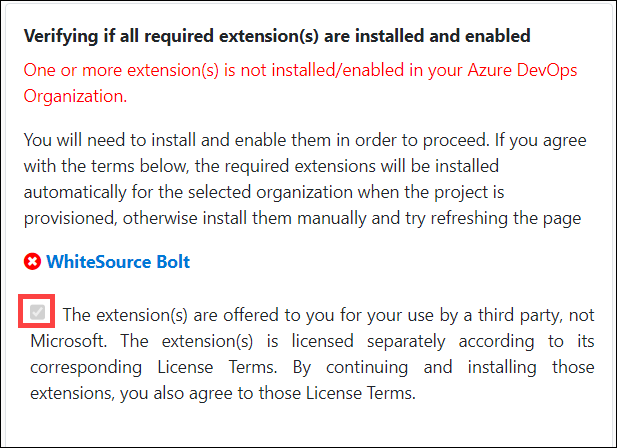 Verifying if all required extension(s) are installed and enabled
One or more extension(s) is not installed/enabled in your Azure DevOps
Organization.
You will need to install and enable them in order to proceed. If you agree
with the terms below, the required extensions will be installed
automatically for the selected organization when the project is
provisioned, otherwise install them manually and try refreshing the page
WhiteSource Bolt
The extension(s) are offered to you for your use by a third party, not
Microsoft. The extension(s) is licensed separately according to its
corresponding License Terms. By continuing and installing those
extensions, you also agree to those License Terms.